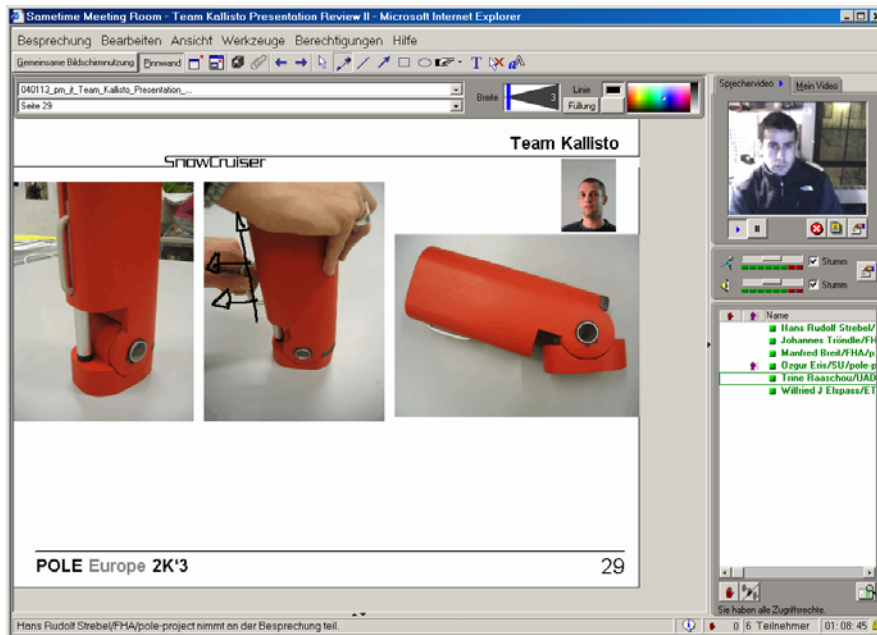 Sametime Meeting Room - Team Kallisto Presentation Review II - Microsoft Internet Explorer
Besprechung Bearbeiten Ansicht Werkzeuge Berechtigungen Hilfe
Gemeinsame Bildschirmnutzung Pinnwand
040113_pm_it_Team_Kallisto_Presentation_...
Seite 29
Breite
3
Linie
Füllung
Sprechervideo
Mein Video
Team Kallisto
SnowCruiser
Stumm
Stumm
Name
Hans Rudolf Strebel/
Johannes Tröndle/FH
Manfred Breit/FHA/p
Ozgur Eris/SU/pole-p
Trine Raaschou/UAD
Wilfried J Elspass/ET
POLE Europe 2K'3
29
Sie haben alle Zugriffsrechte.
Hans Rudolf Strebel/FHA/pole-project nimmt an der Besprechung teil.
0 6 Teilnehmer 01:08:45